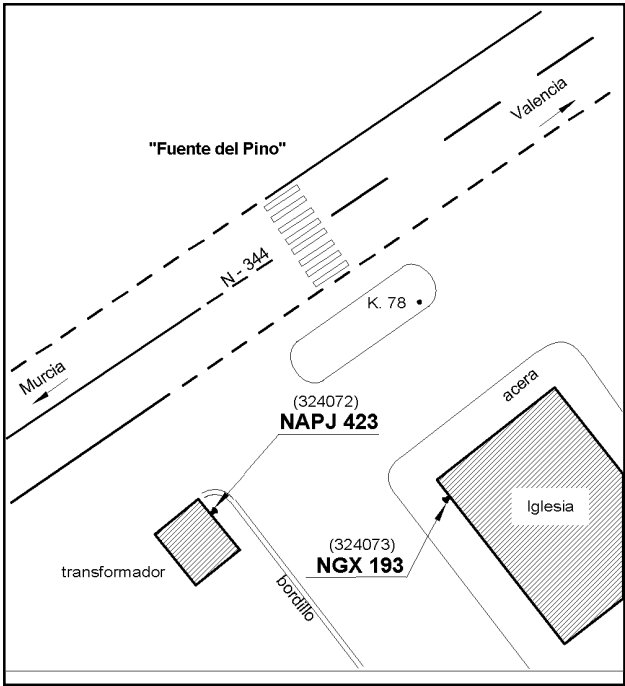 Valencia
"Fuente del Pino"
N - 344
K. 78
Murcia
acera
(324072)
NAPJ 423
Iglesia
(324073)
NGX 193
transformador
bordillo